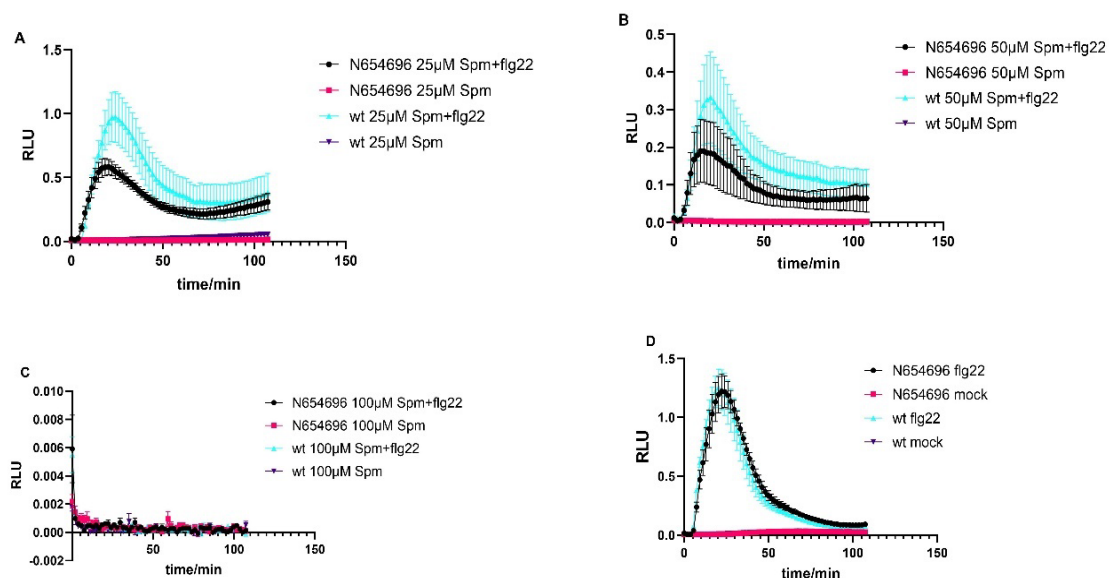 A
RLU
1.5
1.0
0.5
0.0
0
50
100
150
time/min
N654696 25µM Spm+flg22
N654696 25µM Spm
wt 25µM Spm+flg22
wt 25µM Spm
B
RLU
0.5
0.4
0.3
0.2
0.1
0.0
0
50
100
150
time/min
N654696 50µM Spm+flg22
N654696 50µM Spm
wt 50µM Spm+flg22
wt 50µM Spm
C
RLU
0.010
0.008
0.006
0.004
0.002
0.000
-0.002
50
100
150
time/min
N654696 100µM Spm+flg22
N654696 100µM Spm
wt 100µM Spm+flg22
wt 100µM Spm
D
RLU
1.5
1.0
0.5
0.0
0
50
100
150
time/min
N654696 flg22
N654696 mock
wt flg22
wt mock